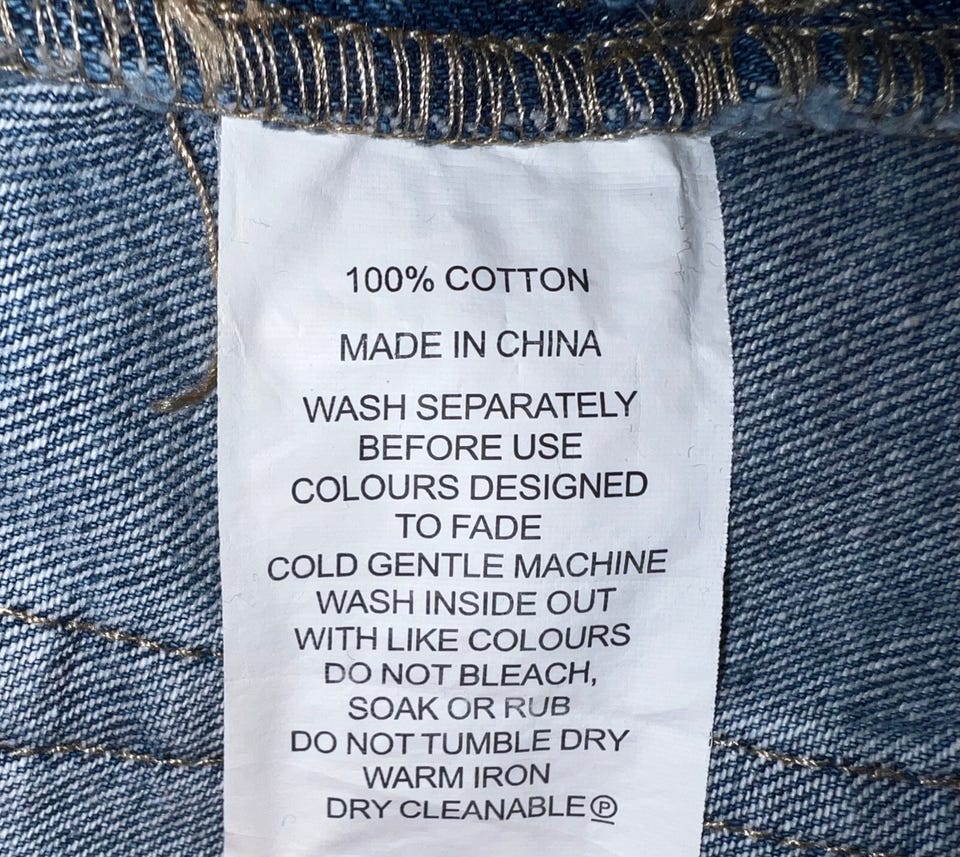 100% COTTON
MADE IN CHINA
WASH SEPARATELY
BEFORE USE
COLOURS DESIGNED
TO FADE
COLD GENTLE MACHINE
WASH INSIDE OUT
WITH LIKE COLOURS
DO NOT BLEACH,
SOAK OR RUB
DO NOT TUMBLE DRY
WARM IRON
DRY CLEANABLE Ⓟ